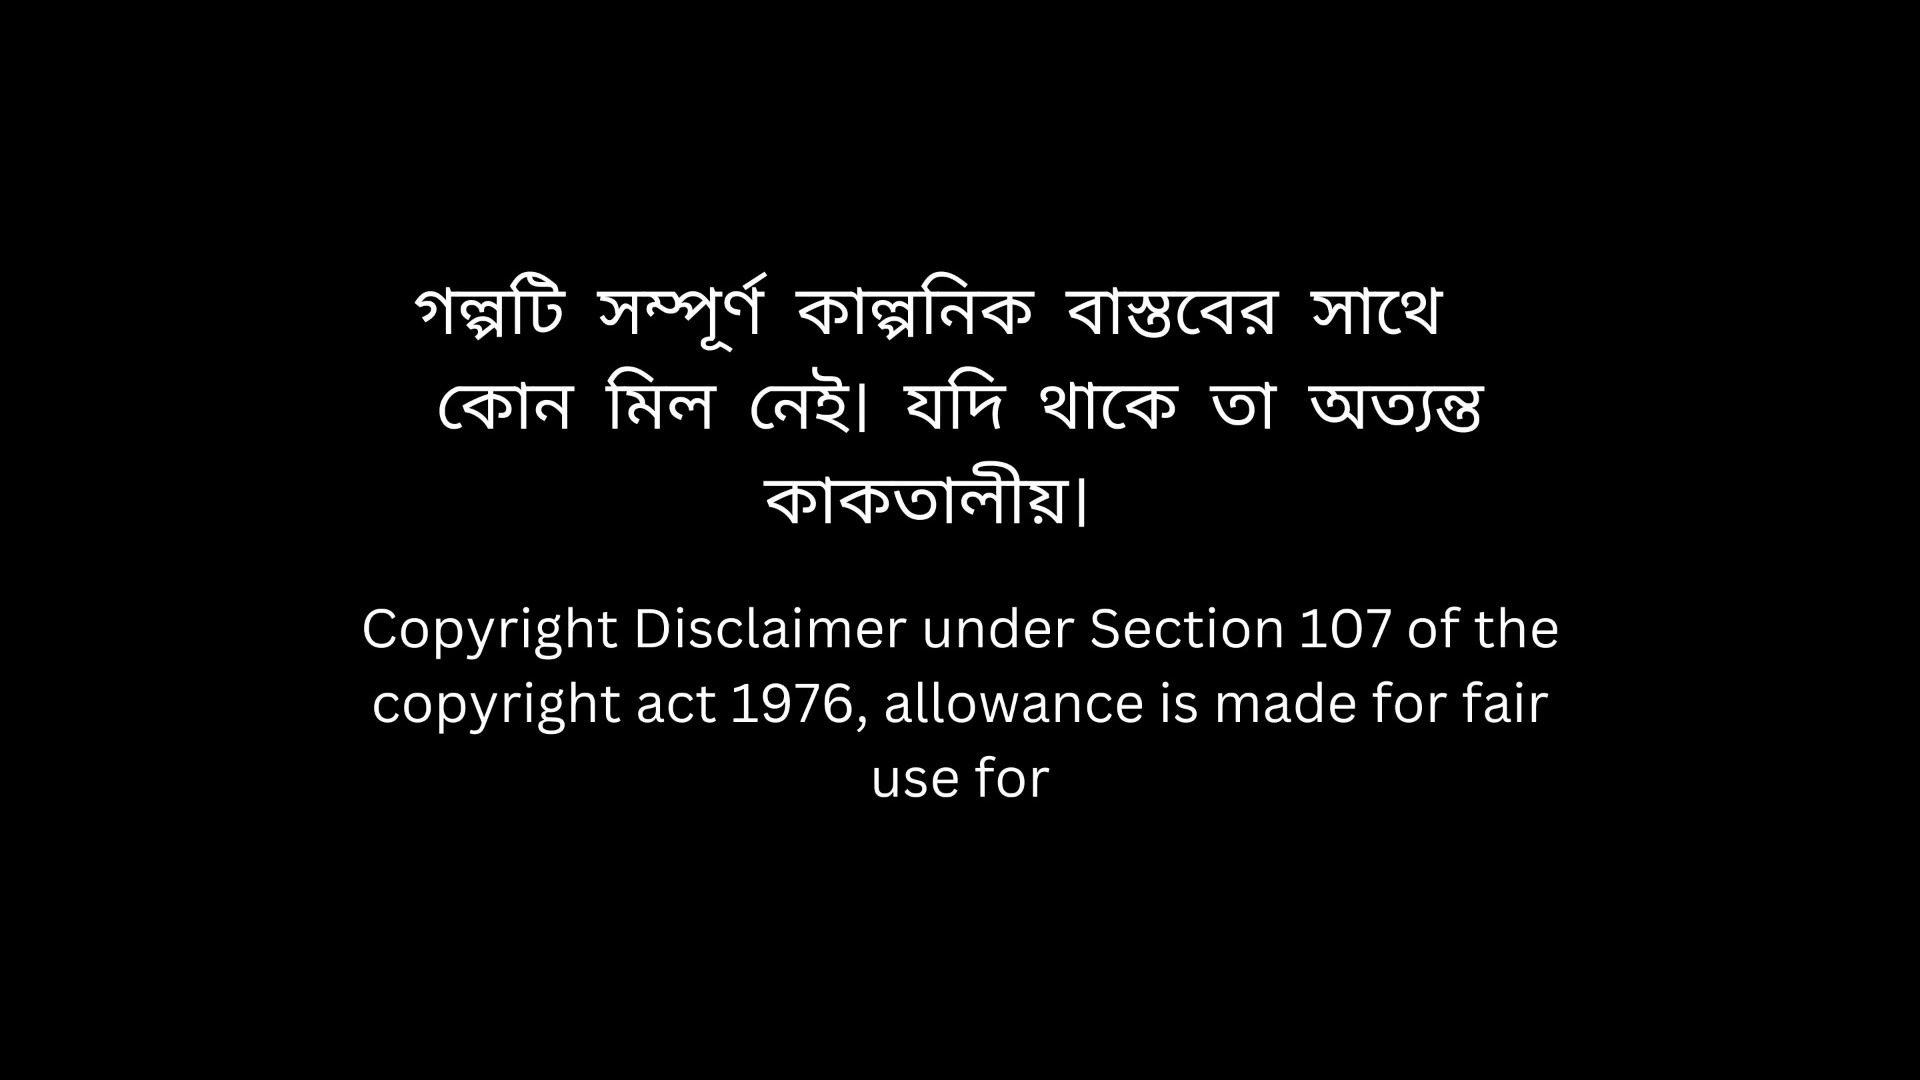 গল্পটি সম্পূর্ণ কাল্পনিক বাস্তবের সাথে
কোন মিল নেই। যদি থাকে তা অত্যন্ত
কাকতালীয়।
Copyright Disclaimer under Section 107 of the
copyright act 1976, allowance is made for fair
use for